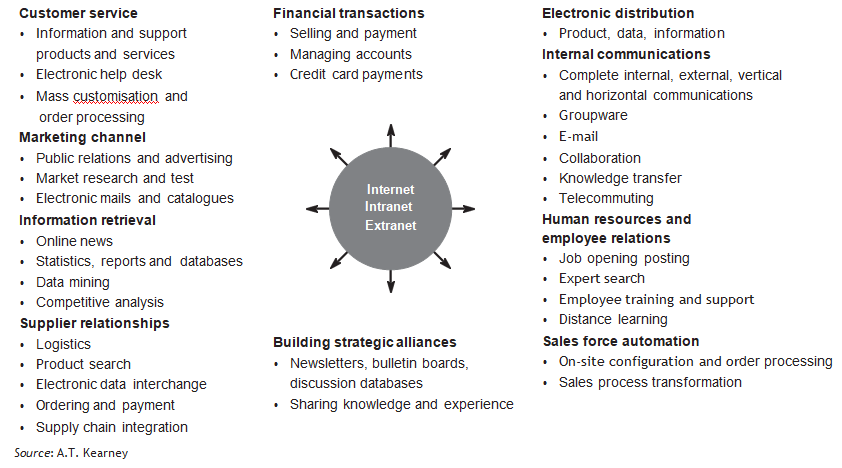 Customer service
• Information and support
products and services
• Electronic help desk
• Mass customisation and
order processing
Marketing channel
• Public relations and advertising
• Market research and test
• Electronic mails and catalogues
Information retrieval
• Online news
• Statistics, reports and databases
• Data mining
• Competitive analysis
Supplier relationships
• Logistics
• Product search
• Electronic data interchange
• Ordering and payment
• Supply chain integration
Financial transactions
• Selling and payment
• Managing accounts
• Credit card payments
Internet
Intranet
Extranet
Building strategic alliances
• Newsletters, bulletin boards,
discussion databases
• Sharing knowledge and experience
Electronic distribution
• Product, data, information
Internal communications
• Complete internal, external, vertical
and horizontal communications
• Groupware
• E-mail
• Collaboration
• Knowledge transfer
• Telecommuting
Human resources and
employee relations
• Job opening posting
• Expert search
• Employee training and support
• Distance learning
Sales force automation
• On-site configuration and order processing
• Sales process transformation
Source: A.T. Kearney